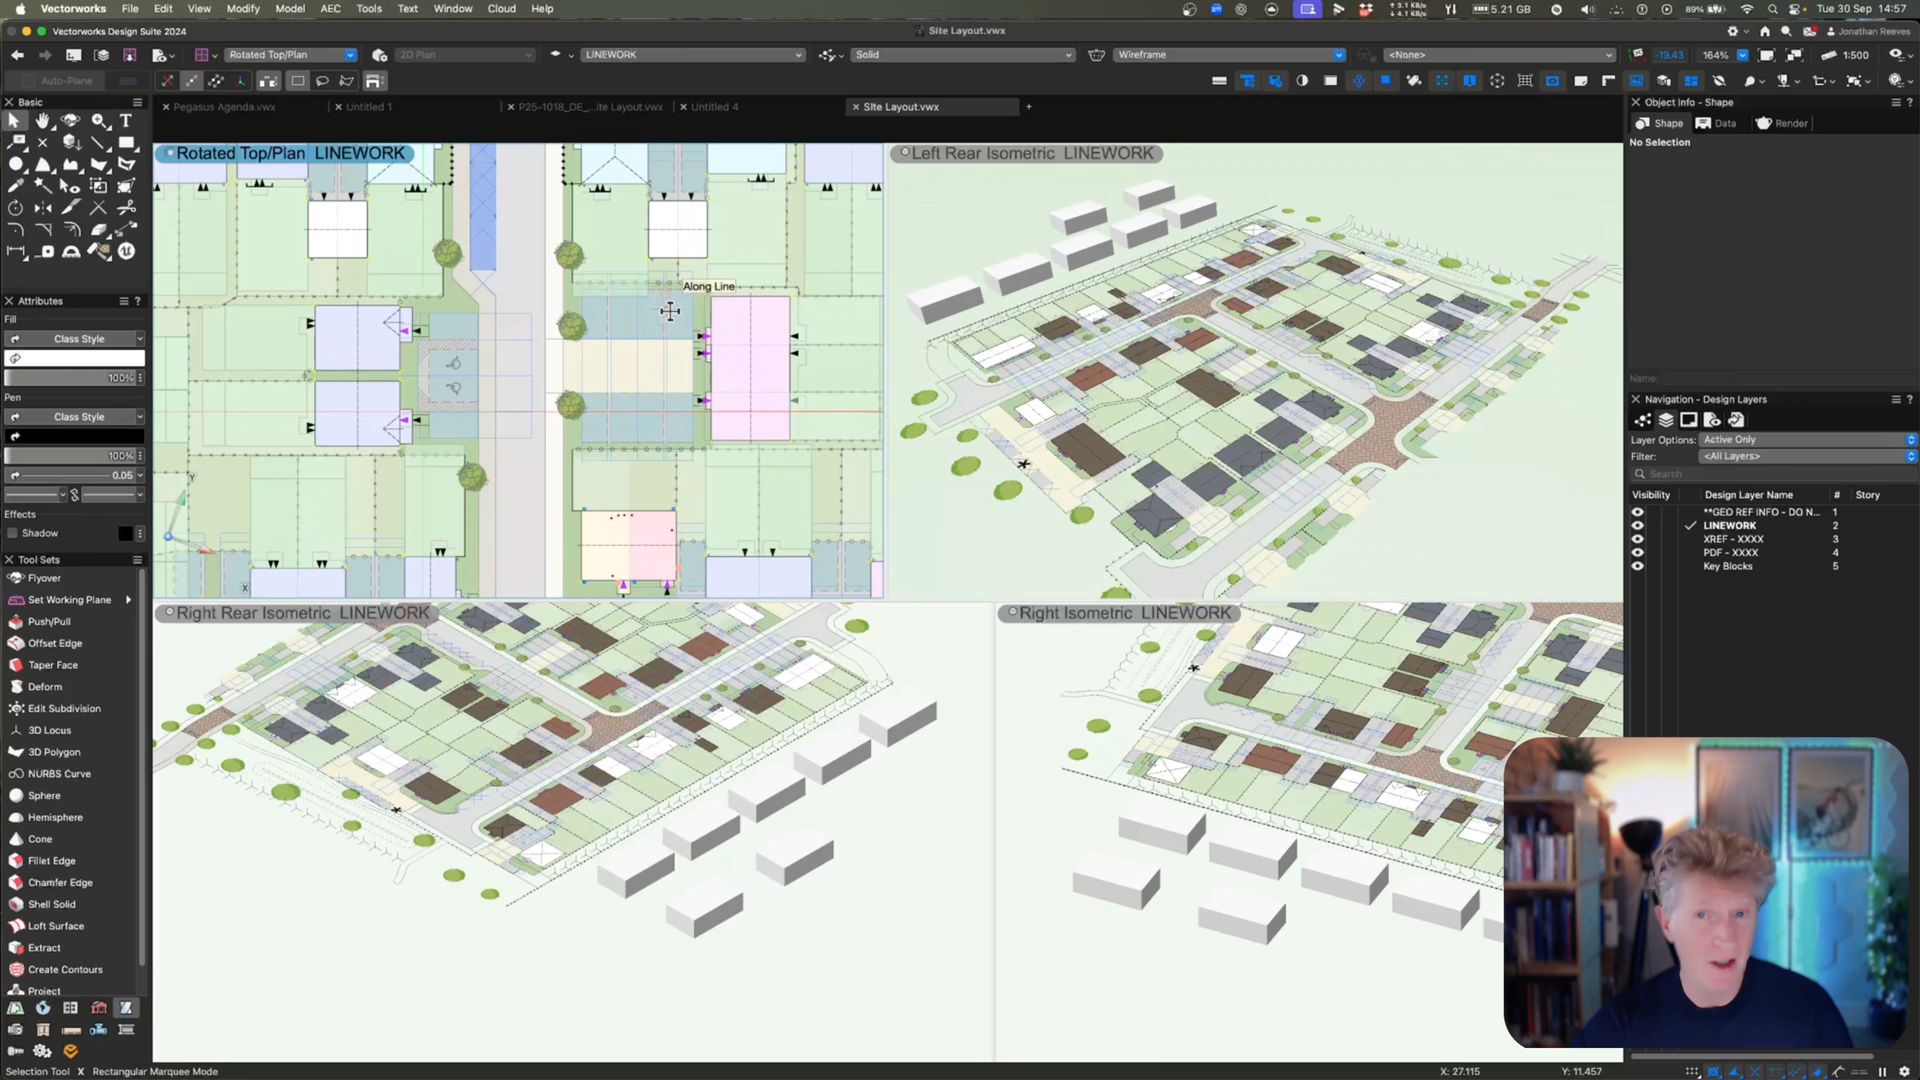 Vectorworks File Edit View Modify Model AEC Tools Text Window Cloud Help
3.1 KB/s
4.1 KB/s
5.21 GB
89%
Tue 30 Sep 14:57
Vectorworks Design Suite 2024
Site Layout.vwx
Jonathan Reeves
Rotated Top/Plan
2D Plan
LINEWORK
Solid
Wireframe
<None>
-19.43
164%
1:500
Auto-Plane
Basic
Pegasus Agenda.vwx
Untitled 1
P25-1018_DE_...ite Layout.vwx
Untitled 4
Site Layout.vwx
Object Info - Shape
Shape
Data
Render
No Selection
Rotated Top/Plan LINEWORK
Left Rear Isometric LINEWORK
Along Line
Y
X
Attributes
Fill
Class Style
100%
Pen
Class Style
100%
0.05
Effects
Shadow
Tool Sets
Flyover
Set Working Plane
Push/Pull
Offset Edge
Taper Face
Deform
Edit Subdivision
3D Locus
3D Polygon
NURBS Curve
Sphere
Hemisphere
Cone
Fillet Edge
Chamfer Edge
Shell Solid
Loft Surface
Extract
Create Contours
Project
Name:
Navigation - Design Layers
Layer Options: Active Only
Filter: <All Layers>
Search
Visibility Design Layer Name # Story
**GEO REF INFO - DO N... 1
LINEWORK 2
XREF - XXXX 3
PDF - XXXX 4
Key Blocks 5
Right Rear Isometric LINEWORK
Right Isometric LINEWORK
Selection Tool X Rectangular Marquee Mode
X: 27.115
Y: 11.457